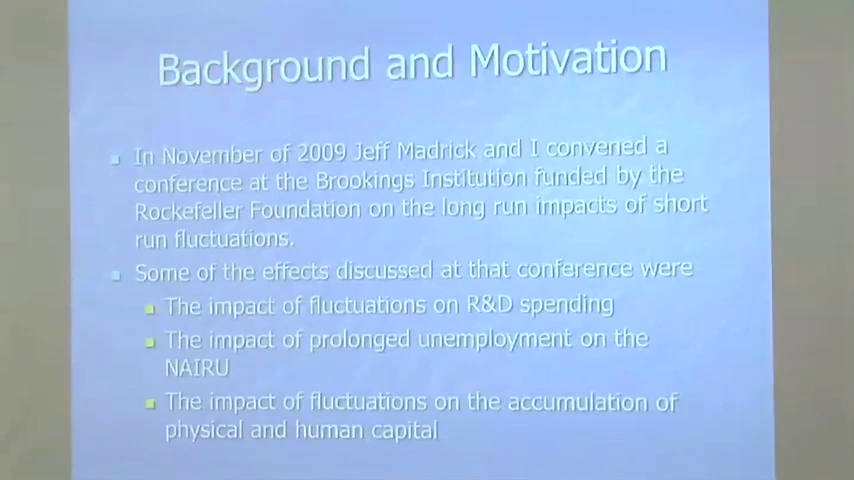 Background and Motivation
In November of 2009 Jeff Madrick and I convened a
conference at the Brookings Institution funded by the
Rockefeller Foundation on the long run impacts of short
run fluctuations.
Some of the effects discussed at that conference were
The impact of fluctuations on R&D spending
The impact of prolonged unemployment on the
NAIRU
The impact of fluctuations on the accumulation of
physical and human capital